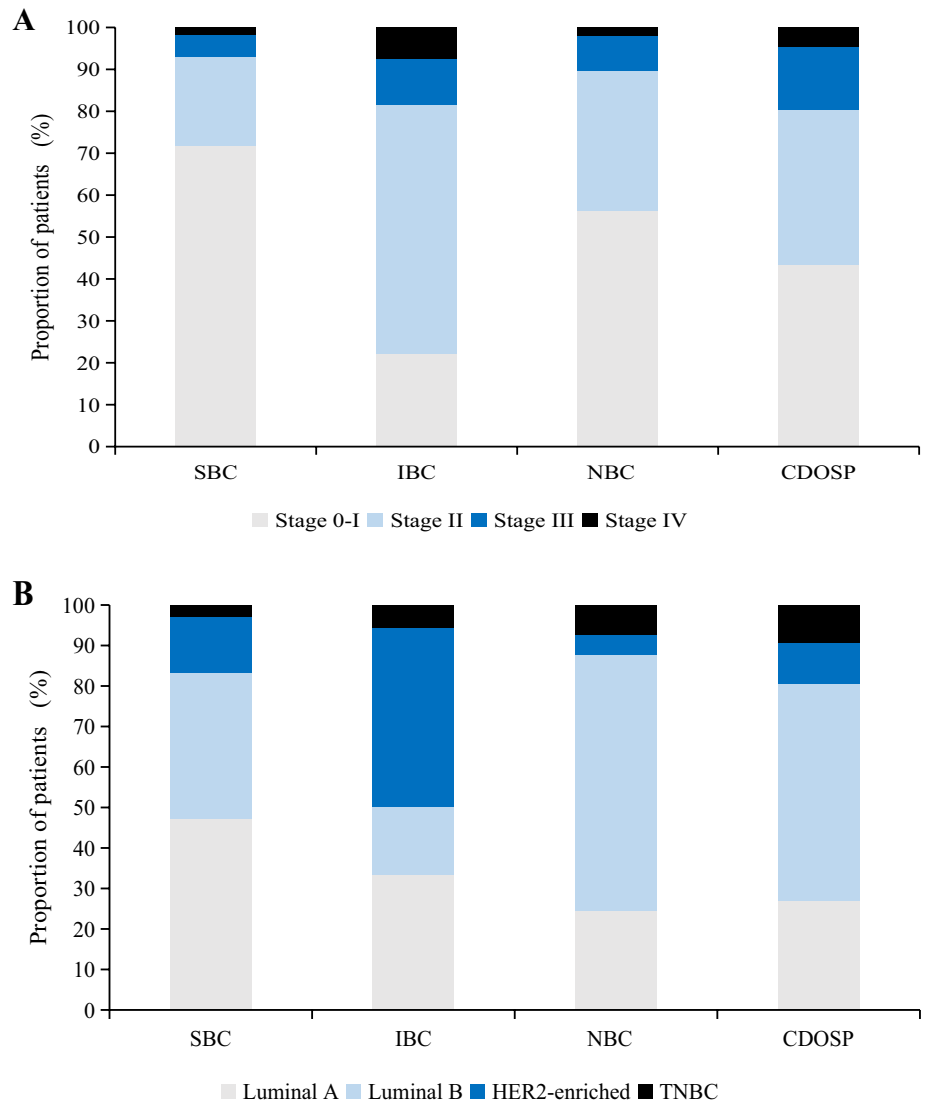 A
Proportion of patients (%)
100
90
80
70
60
50
40
30
20
10
0
SBC IBC NBC CDOSP
Stage 0-I Stage II Stage III Stage IV
B
Proportion of patients (%)
100
90
80
70
60
50
40
30
20
10
0
SBC IBC NBC CDOSP
Luminal A Luminal B HER2-enriched TNBC